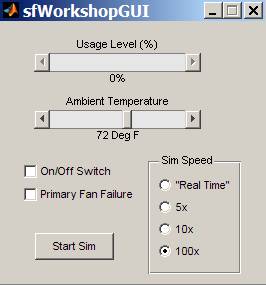 sfWorkshopGUI
Usage Level (%)
0%
Ambient Temperature
72 Deg F
On/Off Switch
Primary Fan Failure
Start Sim
Sim Speed
"Real Time"
5x
10x
100x